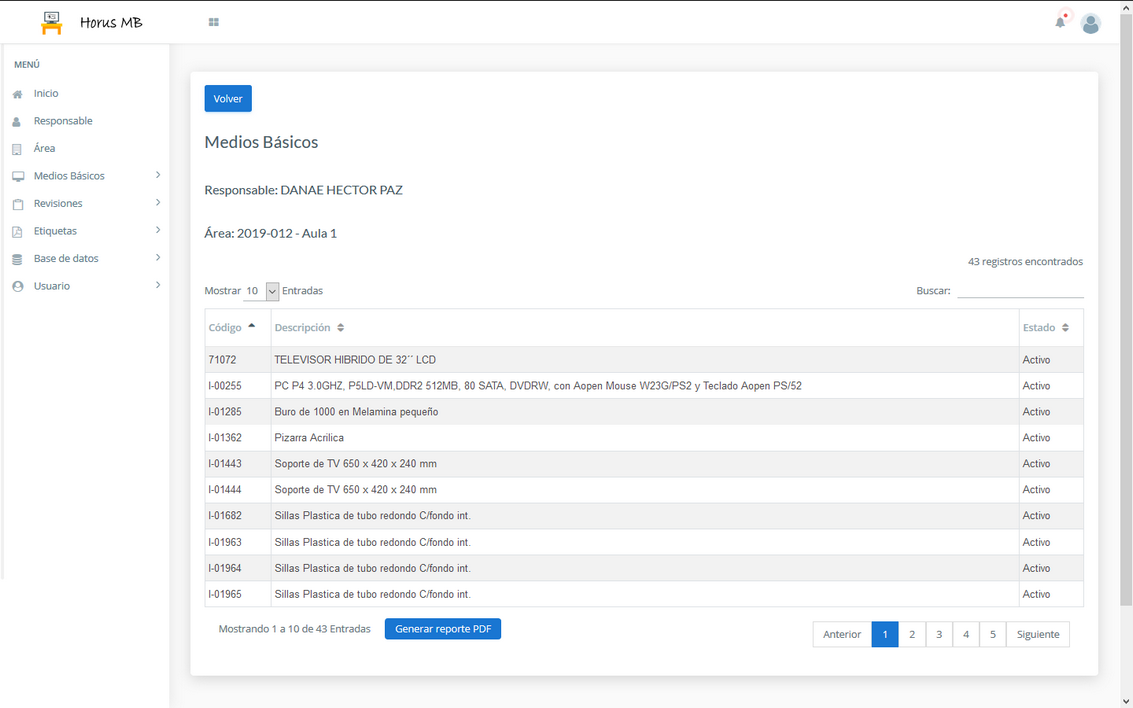 Horus MB
MENÚ
Inicio
Responsable
Área
Medios Básicos
Revisiones
Etiquetas
Base de datos
Usuario
Volver
Medios Básicos
Responsable: DANAE HECTOR PAZ
Área: 2019-012 - Aula 1
43 registros encontrados
Mostrar 10 Entradas Buscar:
Código Descripción Estado
71072 TELEVISOR HIBRIDO DE 32´´ LCD Activo
I-00255 PC P4 3.0GHZ, P5LD-VM,DDR2 512MB, 80 SATA, DVDRW, con Aopen Mouse W23G/PS2 y Teclado Aopen PS/52 Activo
I-01285 Buro de 1000 en Melamina pequeño Activo
I-01362 Pizarra Acrilica Activo
I-01443 Soporte de TV 650 x 420 x 240 mm Activo
I-01444 Soporte de TV 650 x 420 x 240 mm Activo
I-01682 Sillas Plastica de tubo redondo C/fondo int. Activo
I-01963 Sillas Plastica de tubo redondo C/fondo int. Activo
I-01964 Sillas Plastica de tubo redondo C/fondo int. Activo
I-01965 Sillas Plastica de tubo redondo C/fondo int. Activo
Mostrando 1 a 10 de 43 Entradas Generar reporte PDF Anterior 1 2 3 4 5 Siguiente